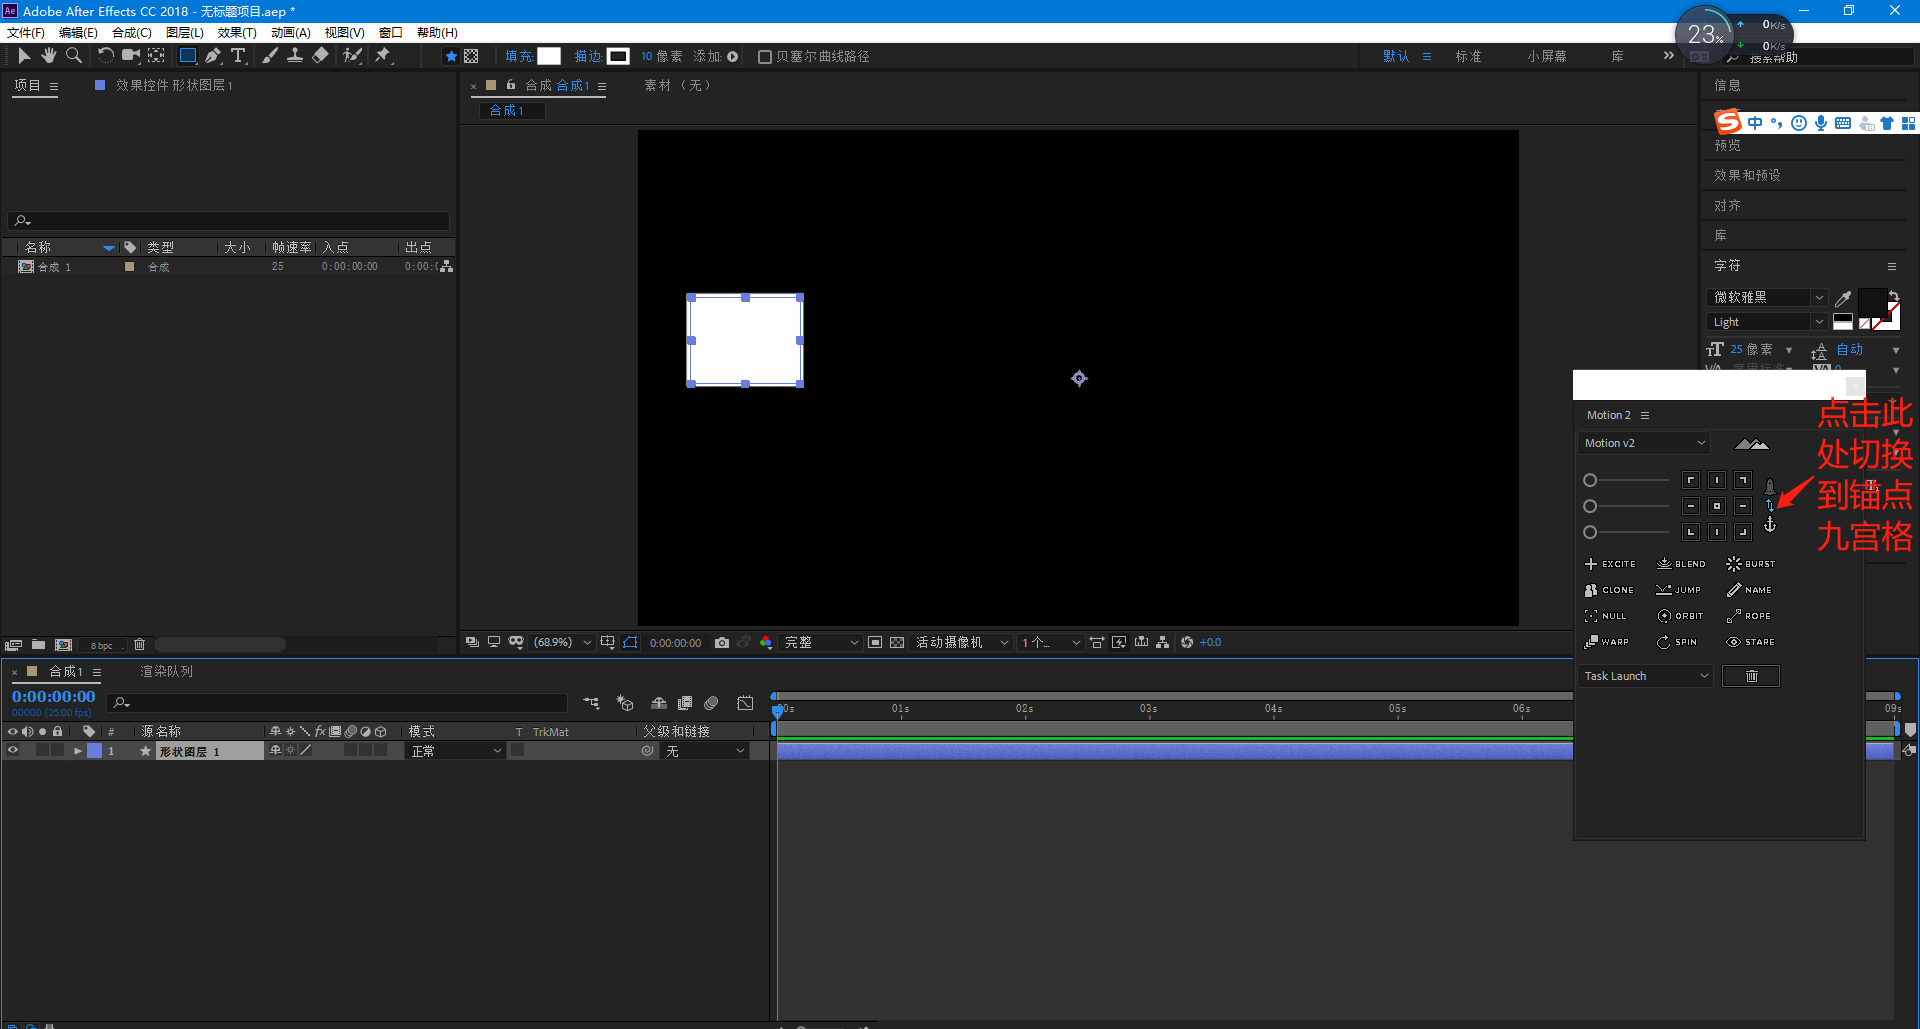 Ae Adobe After Effects CC 2018 - 无标题项目.aep *
文件(F) 编辑(E) 合成(C) 图层(L) 效果(T) 动画(A) 视图(V) 窗口 帮助(H)
23%
0K/s
0K/s
填充 描边 10 像素 添加: 贝塞尔曲线路径
默认 标准 小屏幕 库 搜索帮助
项目 效果控件 形状图层 1
合成 合成1 素材 (无)
合成1
信息
中
预览
效果和预设
对齐
库
字符
微软雅黑
Light
25 像素 自动
名称 类型 大小 帧速率 入点 出点
合成 1 合成 25 0:00:00:00
Motion 2
Motion v2
点击此
处切换
到锚点
九宫格
EXCITE BLEND BURST
CLONE JUMP NAME
NULL ORBIT ROPE
WARP SPIN STARE
Task Launch
8 bpc
(68.9%) 0:00:00:00 完整 活动摄像机 1个... +0.0
合成1 渲染队列
0:00:00:00
00000 (25.00 fps)
01s 02s 03s 04s 05s 06s 09s
# 源名称 fx 模式 T TrkMat 父级和链接
1 形状图层 1 正常 无